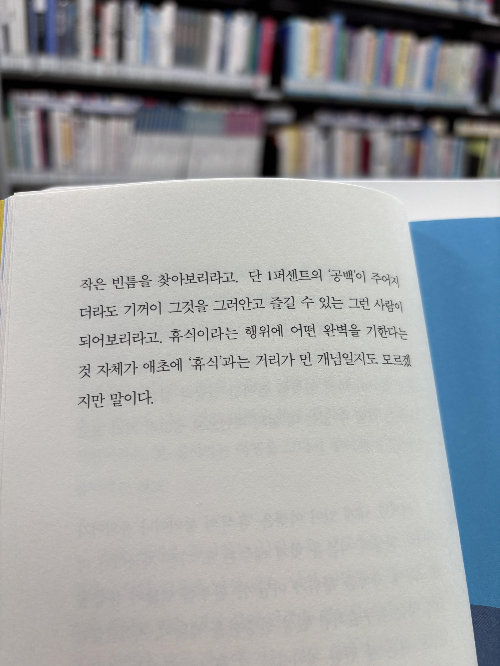 작은 빈틈을 찾아보리라고. 단 1퍼센트의 '공백'이 주어지
더라도 기꺼이 그것을 그러안고 즐길 수 있는 그런 사람이
되어보리라고. 휴식이라는 행위에 어떤 완벽을 기한다는
것 자체가 애초에 '휴식'과는 거리가 먼 개념일지도 모르겠
지만 말이다.